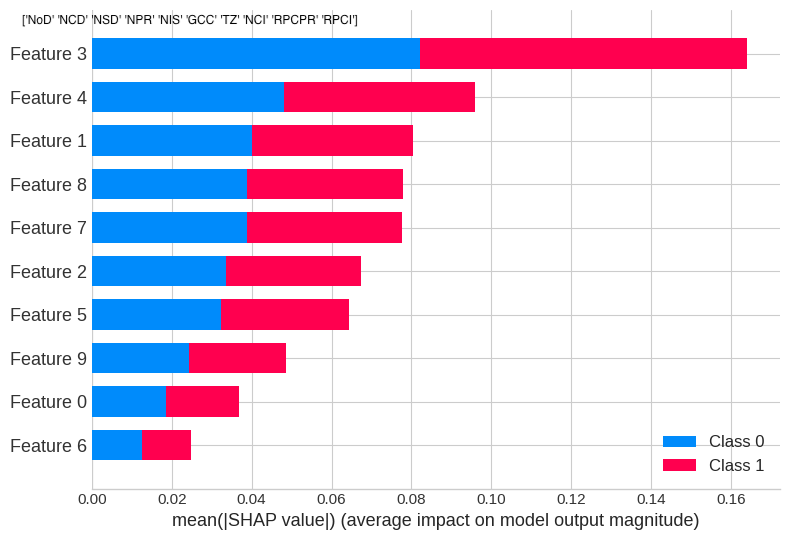 ['NoD' 'NCD' 'NSD' 'NPR' 'NIS' 'GCC' 'TZ' 'NCI' 'RPCPR' 'RPCI']
Feature 3
Feature 4
Feature 1
Feature 8
Feature 7
Feature 2
Feature 5
Feature 9
Feature 0
Feature 6
Class 0
Class 1
0.00 0.02 0.04 0.06 0.08 0.10 0.12 0.14 0.16
mean(|SHAP value|) (average impact on model output magnitude)